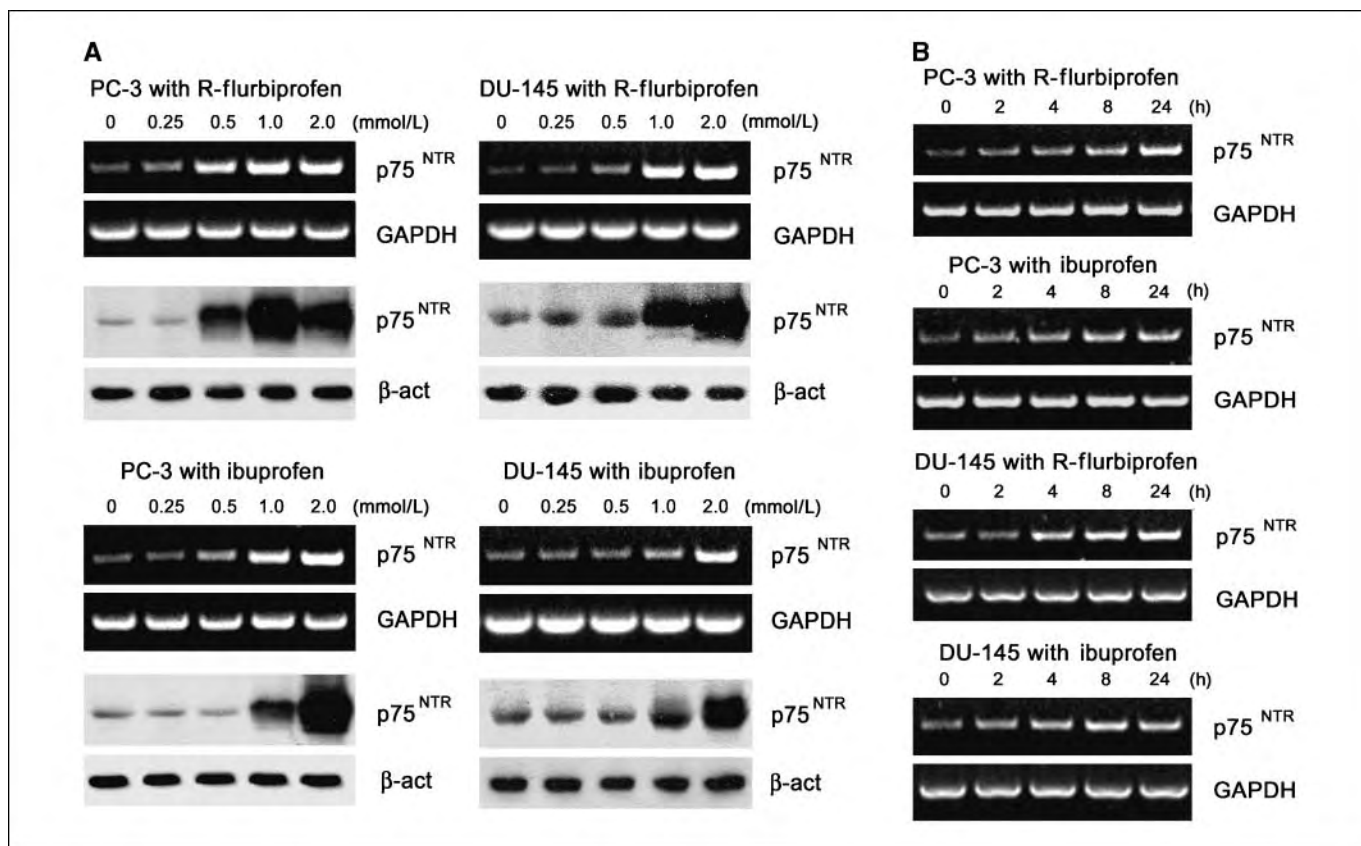 A
PC-3 with R-flurbiprofen
0 0.25 0.5 1.0 2.0 (mmol/L)
p75 NTR
GAPDH
p75 NTR
β-act
DU-145 with R-flurbiprofen
0 0.25 0.5 1.0 2.0 (mmol/L)
p75 NTR
GAPDH
p75 NTR
β-act
PC-3 with ibuprofen
0 0.25 0.5 1.0 2.0 (mmol/L)
p75 NTR
GAPDH
p75 NTR
β-act
DU-145 with ibuprofen
0 0.25 0.5 1.0 2.0 (mmol/L)
p75 NTR
GAPDH
p75 NTR
β-act
B
PC-3 with R-flurbiprofen
0 2 4 8 24 (h)
p75 NTR
GAPDH
PC-3 with ibuprofen
0 2 4 8 24 (h)
p75 NTR
GAPDH
DU-145 with R-flurbiprofen
0 2 4 8 24 (h)
p75 NTR
GAPDH
DU-145 with ibuprofen
0 2 4 8 24 (h)
p75 NTR
GAPDH